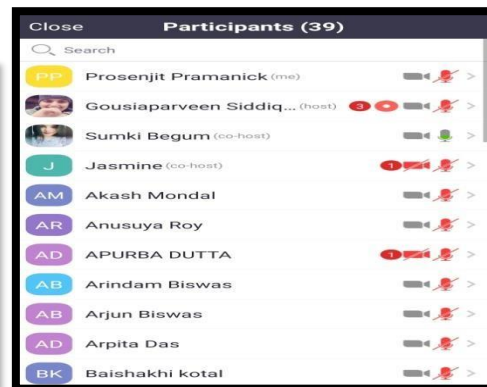 Close Participants (39)
Search
PP Prosenjit Pramanick (me)
Gousiaparveen Siddiq... (host) 3
Sumki Begum (co-host)
J Jasmine (co-host) 1
AM Akash Mondal
AR Anusuya Roy
AD APURBA DUTTA 1
AB Arindam Biswas
AB Arjun Biswas
AD Arpita Das
BK Baishakhi kotal